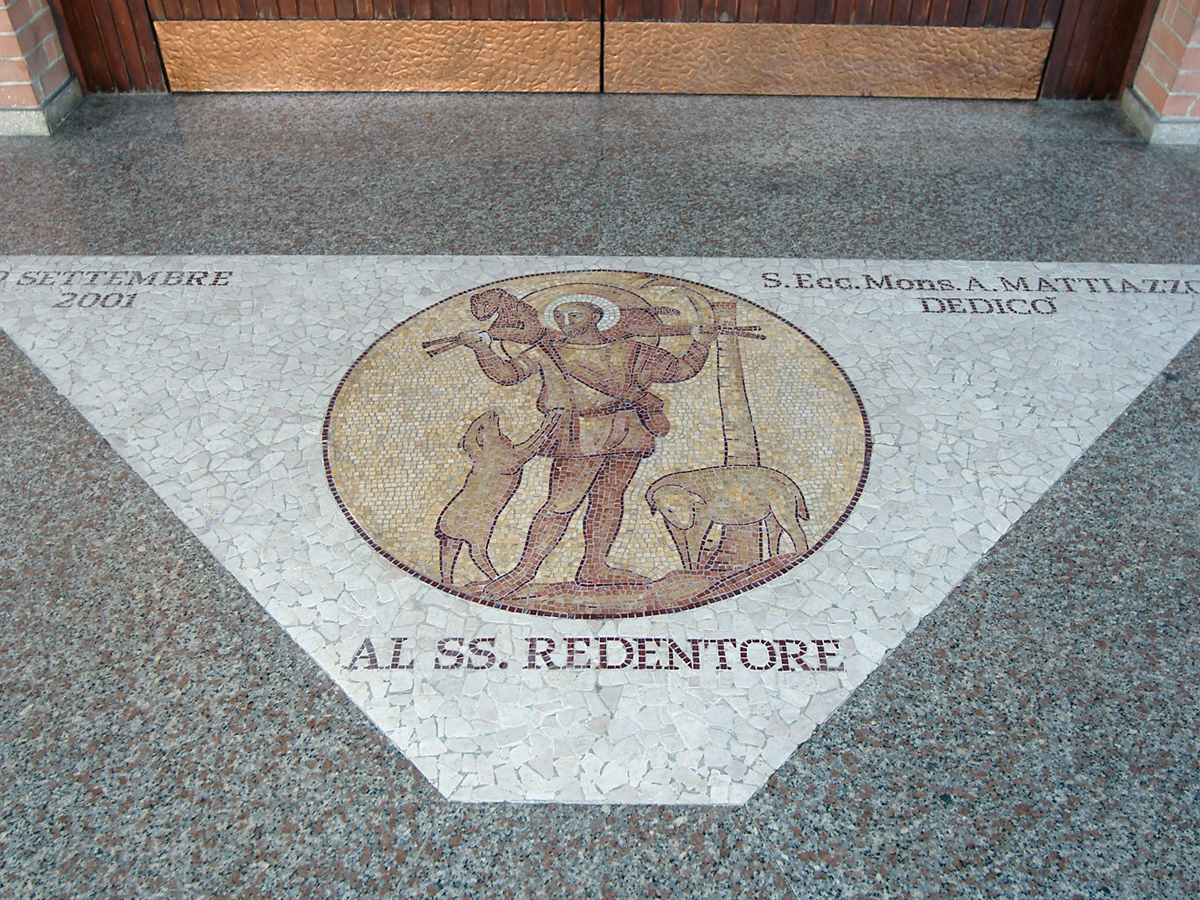 SETTEMBRE
2001
S. Ecc. Mons. A. MATTIAZZO
DEDICÒ
AL SS. REDENTORE